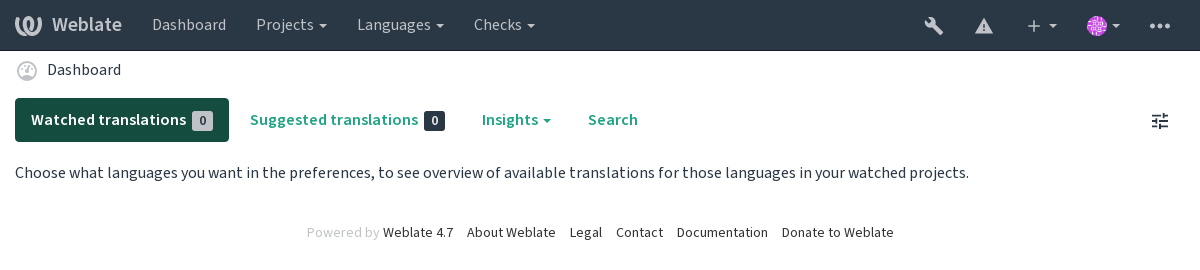 Weblate Dashboard Projects Languages Checks
Dashboard
Watched translations 0 Suggested translations 0 Insights Search
Choose what languages you want in the preferences, to see overview of available translations for those languages in your watched projects.
Powered by Weblate 4.7 About Weblate Legal Contact Documentation Donate to Weblate